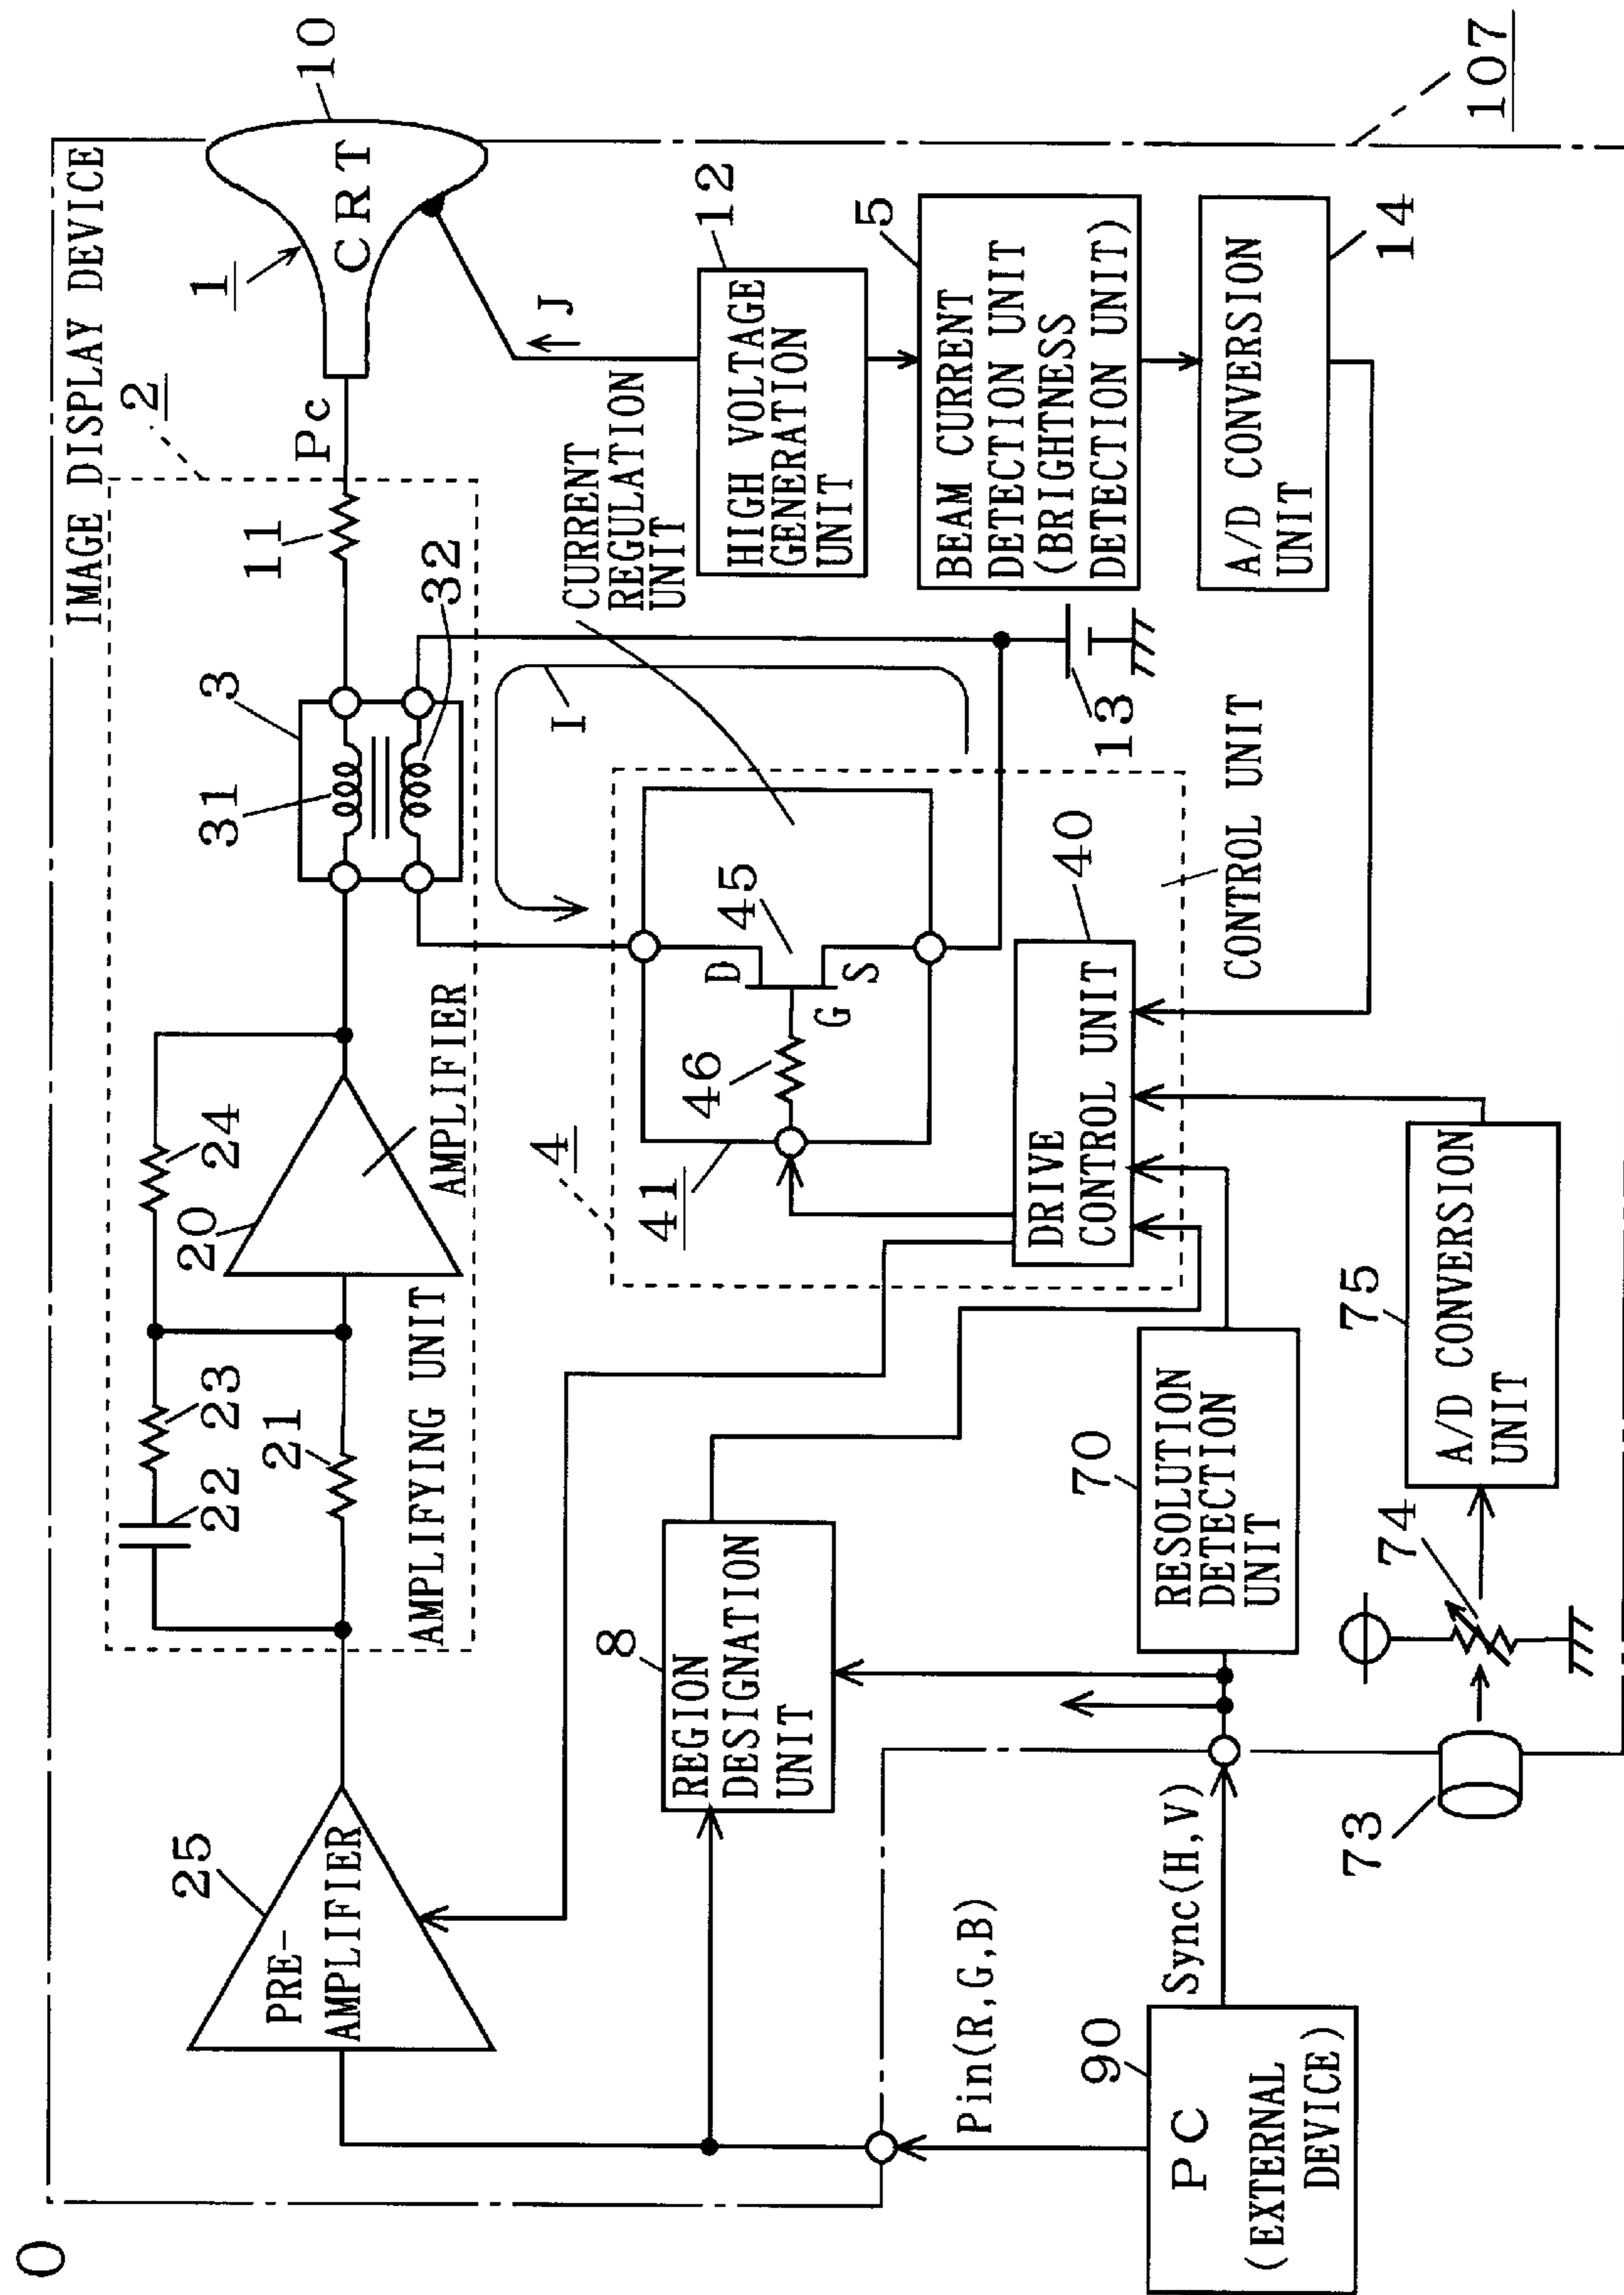 0
IMAGE DISPLAY DEVICE
25
PRE-
AMPLIFIER
22
23
21
20
24
AMPLIFYING UNIT
AMPLIFIER
31
3
32
11
2
Pc
1
CRT
10
8
REGION
DESIGNATION
UNIT
4
41
46
45
D
G
S
I
CURRENT
REGULATION
UNIT
J
12
HIGH VOLTAGE
GENERATION
UNIT
5
BEAM CURRENT
DETECTION UNIT
(BRIGHTNESS
DETECTION UNIT)
13
14
A/D CONVERSION
UNIT
40
DRIVE
CONTROL UNIT
CONTROL UNIT
70
RESOLUTION
DETECTION
UNIT
75
A/D CONVERSION
UNIT
74
73
Pin(R,G,B)
Sync(H,V)
90
PC
(EXTERNAL
DEVICE)
107